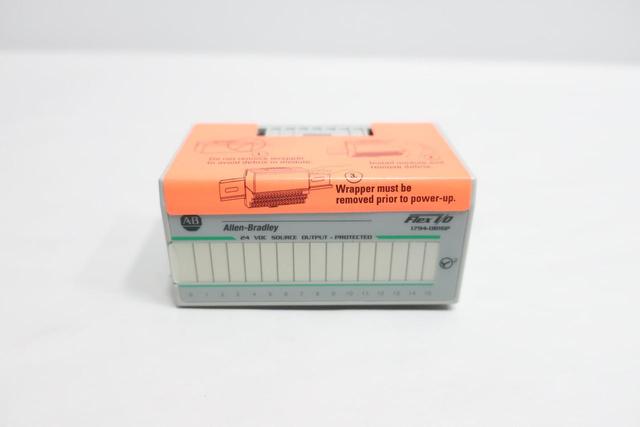 1.
Do not remove wrapper
to avoid debris in module.
2.
Install module and
remove debris.
3.
Wrapper must be
removed prior to power-up.
AB
Allen-Bradley
Flex I/O
24 VDC SOURCE OUTPUT - PROTECTED
1794-OB16P
0 1 2 3 4 5 6 7 8 9 10 11 12 13 14 15